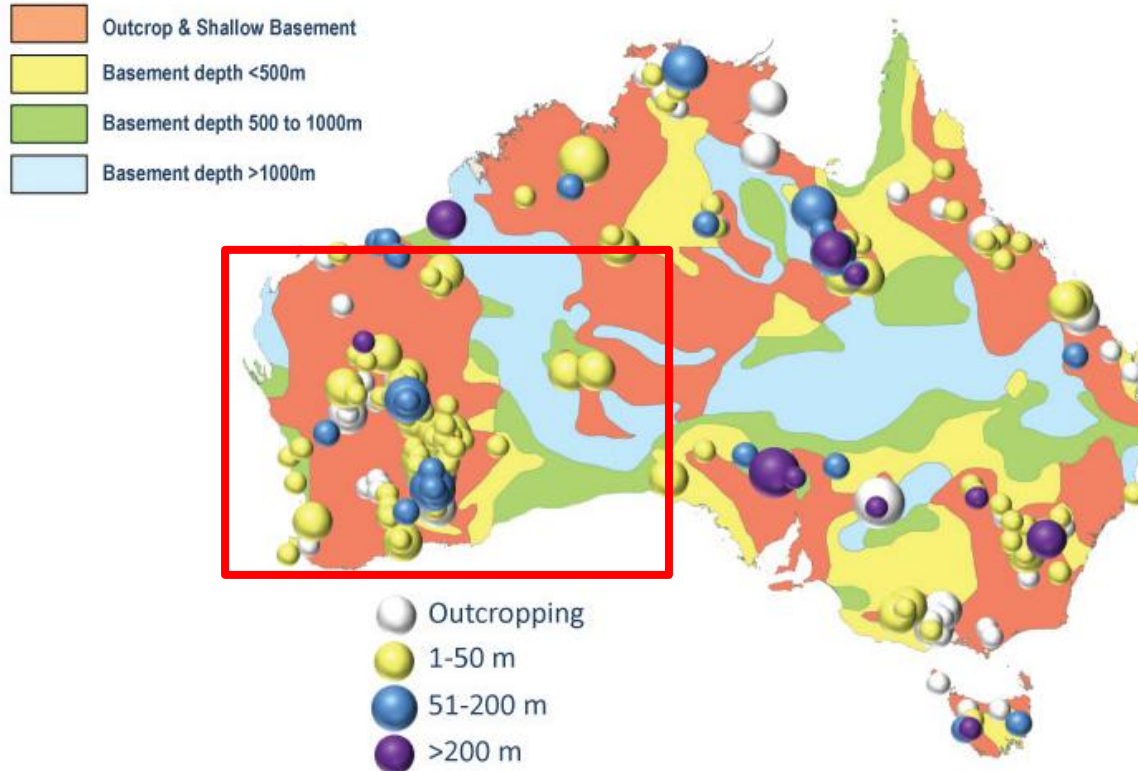 Outcrop & Shallow Basement
Basement depth <500m
Basement depth 500 to 1000m
Basement depth >1000m
Outcropping
1-50 m
51-200 m
>200 m